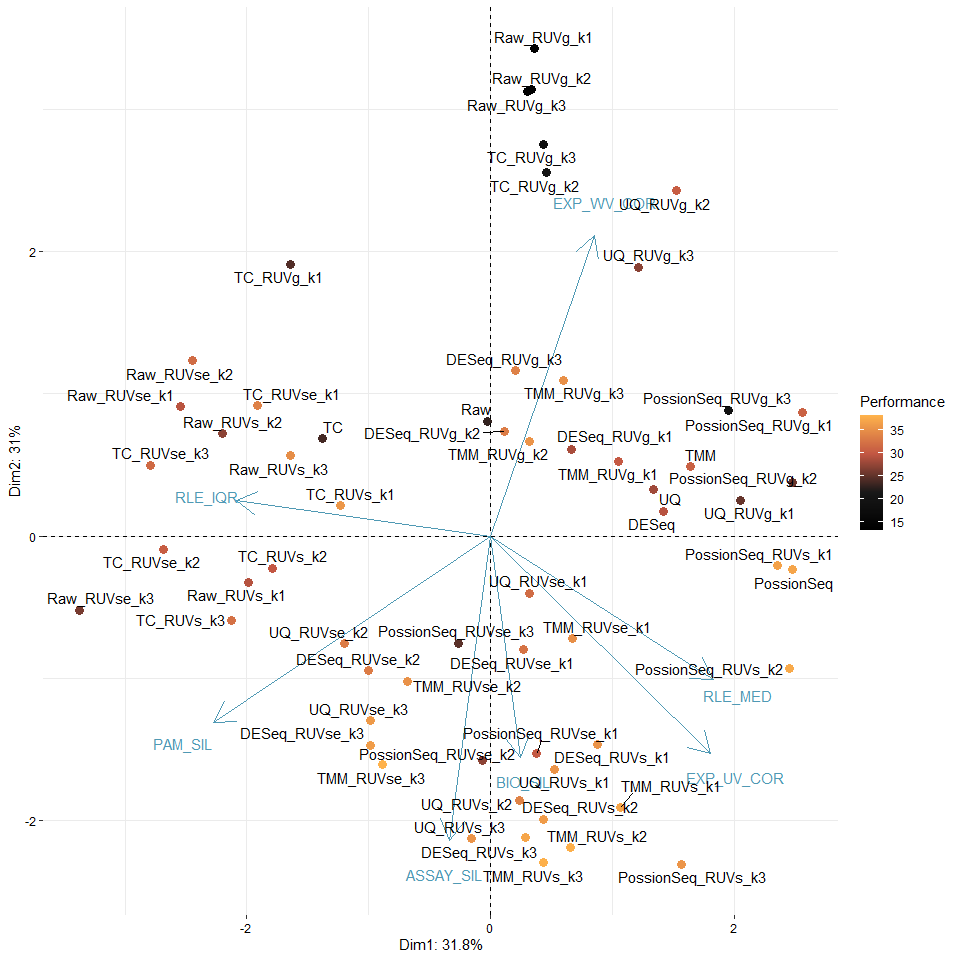 Raw_RUVg_k1
Raw_RUVg_k2
Raw_RUVg_k3
TC_RUVg_k3
TC_RUVg_k2
EXP_WV_COR
UQ_RUVg_k2
UQ_RUVg_k3
2
TC_RUVg_k1
DESeq_RUVg_k3
Raw_RUVse_k2
TMM_RUVg_k3
Raw_RUVse_k1
TC_RUVse_k1
PossionSeq_RUVg_k3
Performance
Raw
Raw_RUVs_k2
TC
DESeq_RUVg_k2
DESeq_RUVg_k1
PossionSeq_RUVg_k1
35
TC_RUVse_k3
TMM_RUVg_k2
TMM
30
Raw_RUVs_k3
TMM_RUVg_k1
PossionSeq_RUVg_k2
25
RLE_IQR
TC_RUVs_k1
UQ
20
UQ_RUVg_k1
DESeq
15
Dim2: 31%
0
TC_RUVs_k2
PossionSeq_RUVs_k1
TC_RUVse_k2
UQ_RUVse_k1
PossionSeq
Raw_RUVse_k3
Raw_RUVs_k1
TC_RUVs_k3
UQ_RUVse_k2
PossionSeq_RUVse_k3
TMM_RUVse_k1
DESeq_RUVse_k2
DESeq_RUVse_k1
PossionSeq_RUVs_k2
TMM_RUVse_k2
RLE_MED
UQ_RUVse_k3
DESeq_RUVse_k3
PossionSeq_RUVse_k1
PAM_SIL
PossionSeq_RUVse_k2
DESeq_RUVs_k1
TMM_RUVse_k3
BIO_SIL
UQ_RUVs_k1
EXP_UV_COR
TMM_RUVs_k1
UQ_RUVs_k2
DESeq_RUVs_k2
-2
UQ_RUVs_k3
TMM_RUVs_k2
DESeq_RUVs_k3
ASSAY_SIL
TMM_RUVs_k3
PossionSeq_RUVs_k3
-2
0
2
Dim1: 31.8%